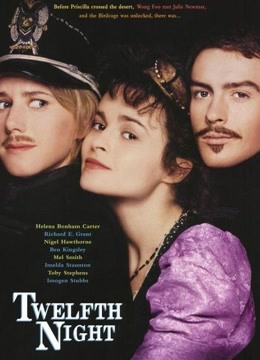 Before Priscilla crossed the desert, Wong Foo met Julie Newmar,
and the Birdcage was unlocked, there was...
Helena Bonham Carter
Richard E. Grant
Nigel Hawthorne
Ben Kingsley
Mel Smith
Imelda Staunton
Toby Stephens
Imogen Stubbs
TWELFTH
NIGHT